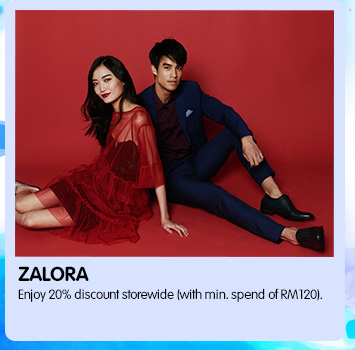 ZALORA
Enjoy 20% discount storewide (with min. spend of RM120).